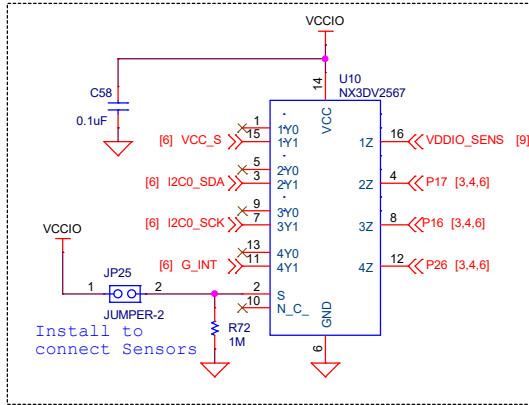 VCCIO
C58
0.1uF
14
U10
NX3DV2567
VCC
1 1Y0
[6] VCC_S 15 1Y1 1Z 16 VDDIO_SENS [9]
5 2Y0
[6] I2C0_SDA 3 2Y1 2Z 4 P17 [3,4,6]
9 3Y0
[6] I2C0_SCK 7 3Y1 3Z 8 P16 [3,4,6]
13 4Y0
[6] G_INT 11 4Y1 4Z 12 P26 [3,4,6]
VCCIO
JP25
1 2 2 S
10 N_C_
JUMPER-2
GND
6
Install to
connect Sensors
R72
1M